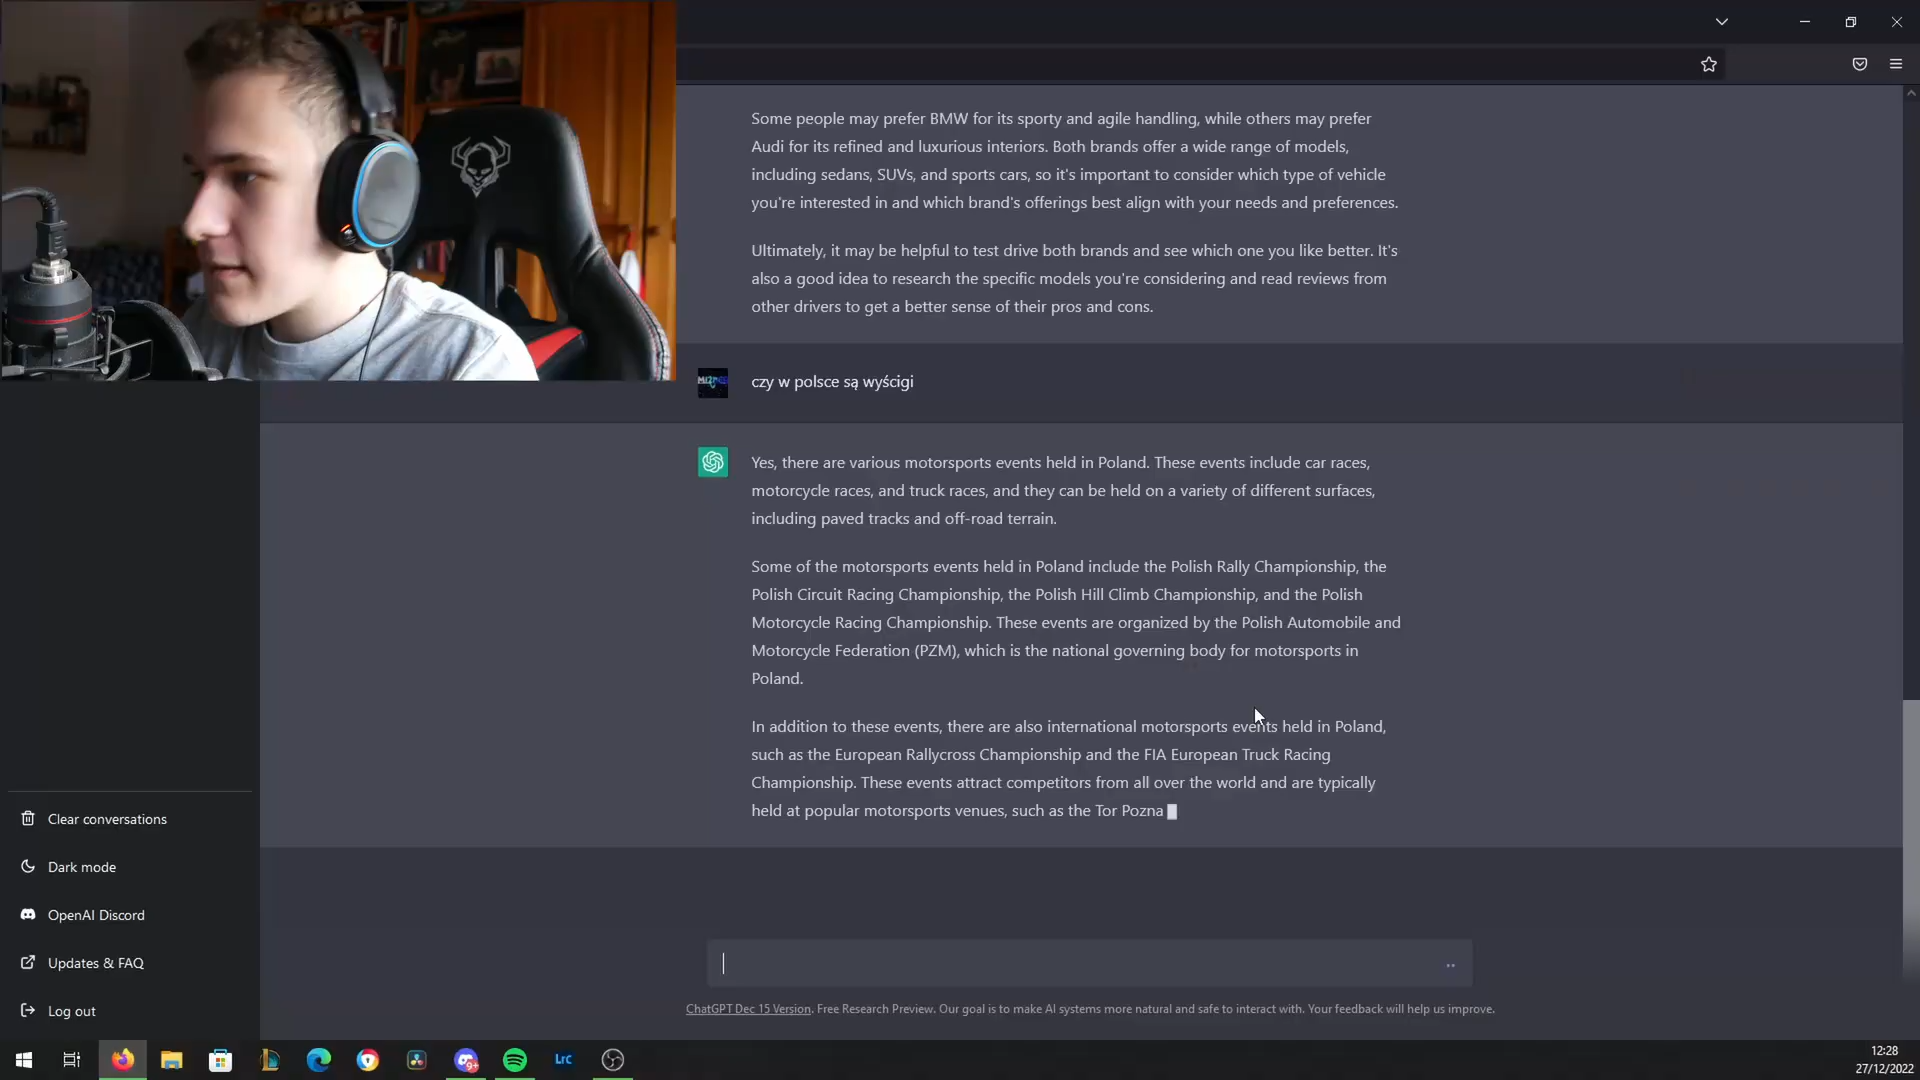 Some people may prefer BMW for its sporty and agile handling, while others may prefer
Audi for its refined and luxurious interiors. Both brands offer a wide range of models,
including sedans, SUVs, and sports cars, so it's important to consider which type of vehicle
you're interested in and which brand's offerings best align with your needs and preferences.
Ultimately, it may be helpful to test drive both brands and see which one you like better. It's
also a good idea to research the specific models you're considering and read reviews from
other drivers to get a better sense of their pros and cons.
czy w polsce są wyścigi
Yes, there are various motorsports events held in Poland. These events include car races,
motorcycle races, and truck races, and they can be held on a variety of different surfaces,
including paved tracks and off-road terrain.
Some of the motorsports events held in Poland include the Polish Rally Championship, the
Polish Circuit Racing Championship, the Polish Hill Climb Championship, and the Polish
Motorcycle Racing Championship. These events are organized by the Polish Automobile and
Motorcycle Federation (PZM), which is the national governing body for motorsports in
Poland.
In addition to these events, there are also international motorsports events held in Poland,
such as the European Rallycross Championship and the FIA European Truck Racing
Championship. These events attract competitors from all over the world and are typically
held at popular motorsports venues, such as the Tor Pozna
Clear conversations
Dark mode
OpenAI Discord
Updates & FAQ
Log out
ChatGPT Dec 15 Version. Free Research Preview. Our goal is to make AI systems more natural and safe to interact with. Your feedback will help us improve.
9+
LrC
12:28
27/12/2022